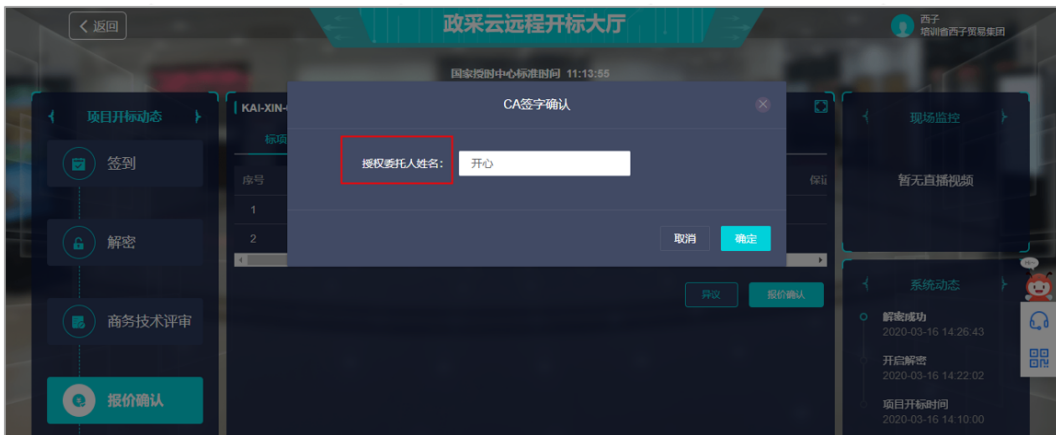 返回
政采云远程开标大厅
西子
培训省西子贸易集团
国家授时中心标准时间 11:13:55
项目开标动态
签到
解密
商务技术评审
报价确认
KAI-XIN-
标项
序号
1
2
CA签字确认
授权委托人姓名：
开心
取消
确定
异议
报价确认
现场监控
暂无直播视频
系统动态
解密成功
2020-03-16 14:26:43
开启解密
2020-03-16 14:22:02
项目开标时间
2020-03-16 14:10:00